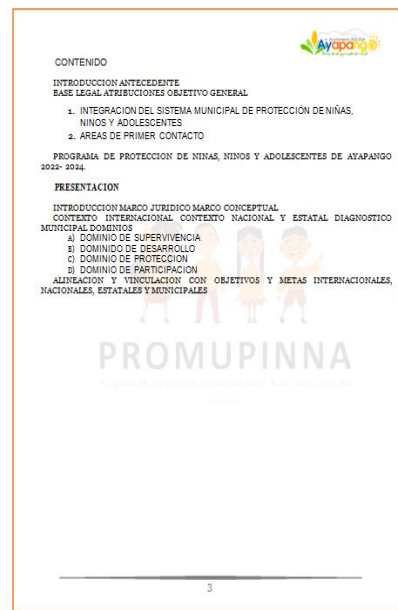 Ayapango
CONTENIDO
INTRODUCCION ANTECEDENTE
BASE LEGAL ATRIBUCIONES OBJETIVO GENERAL
1. INTEGRACION DEL SISTEMA MUNICIPAL DE PROTECCIÓN DE NIÑAS,
NINOS Y ADOLESCENTES
2. AREAS DE PRIMER CONTACTO
PROGRAMA DE PROTECCION DE NINAS, NINOS Y ADOLESCENTES DE AYAPANGO
2022- 2024.
PRESENTACION
INTRODUCCION MARCO JURIDICO MARCO CONCEPTUAL
CONTEXTO INTERNACIONAL CONTEXTO NACIONAL Y ESTATAL DIAGNOSTICO
MUNICIPAL DOMINIOS
A) DOMINIO DE SUPERVIVENCIA
B) DOMINIDO DE DESARROLLO
C) DOMINIO DE PROTECCION
D) DOMINIO DE PARTICIPACION
ALINEACION Y VINCULACION CON OBJETIVOS Y METAS INTERNACIONALES,
NACIONALES, ESTATALES Y MUNICIPALES
PROMUPINNA
3